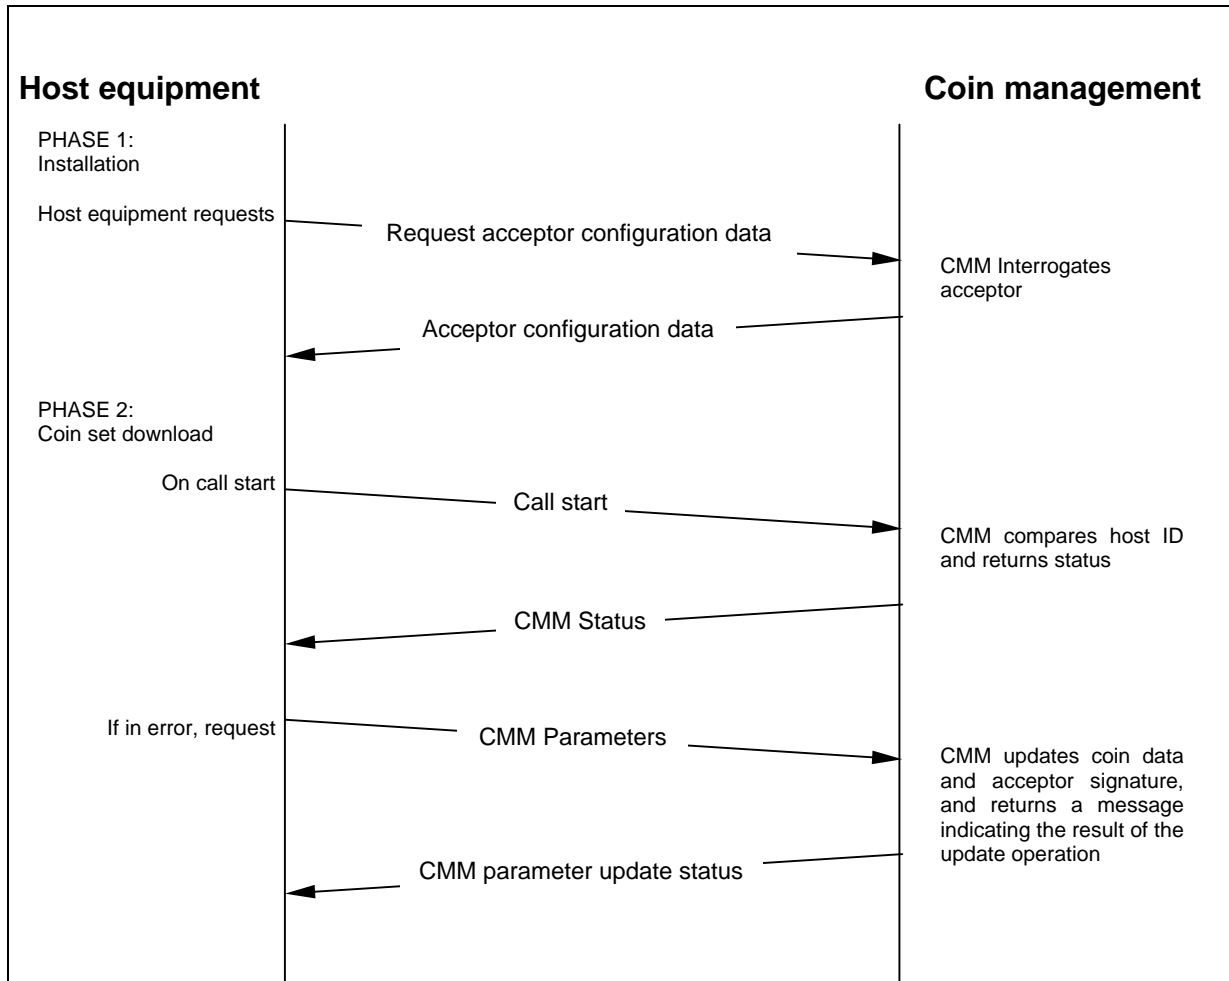 Host equipment
Coin management
PHASE 1:
Installation
Host equipment requests
Request acceptor configuration data
CMM Interrogates
acceptor
Acceptor configuration data
PHASE 2:
Coin set download
On call start
Call start
CMM compares host ID
and returns status
CMM Status
If in error, request
CMM Parameters
CMM updates coin data
and acceptor signature,
and returns a message
indicating the result of the
update operation
CMM parameter update status